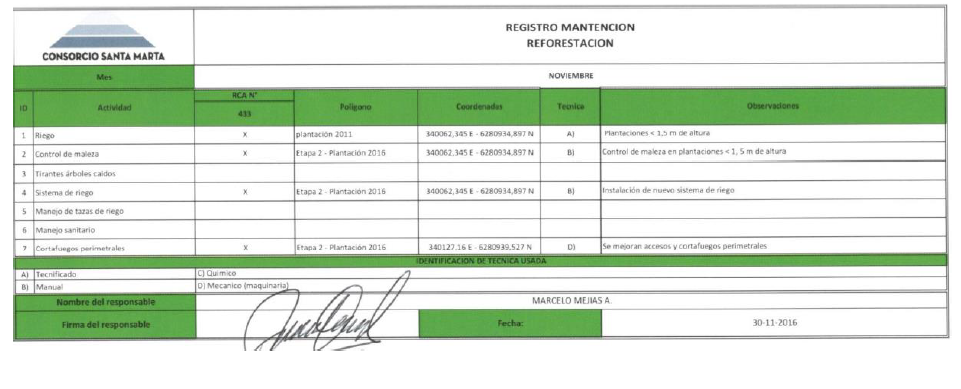 CONSORCIO SANTA MARTA
REGISTRO MANTENCION
REFORESTACION
Mes NOVIEMBRE
ID Actividad RCA N° 433 Polígano Coordenadas Tecnica Observaciones
1 Riego X plantación 2011 340062,345 E - 6280934,897 N A) Plantaciones < 1,5 m de altura
2 Control de maleza X Etapa 2 - Plantación 2016 340062,345 E - 6280934,897 N B) Control de maleza en plantaciones < 1, 5 m de altura
3 Tirantes árboles caidos
4 Sistema de riego X Etapa 2 - Plantación 2016 340062,345 E - 6280934,897 N B) Instalación de nuevo sistema de riego
5 Manejo de tazas de riego
6 Manejo sanitario
7 Cortafuegos perimetrales X Etapa 2 - Plantación 2016 340127,16 E - 6280939,527 N D) Se mejoran accesos y cortafuegos perimetrales
IDENTIFICACION DE TECNICA USADA
A) Tecnificado C) Quimico
B) Manual D) Mecanico (maquinaria)
Nombre del responsable MARCELO MEJIAS A.
Firma del responsable Fecha: 30-11-2016